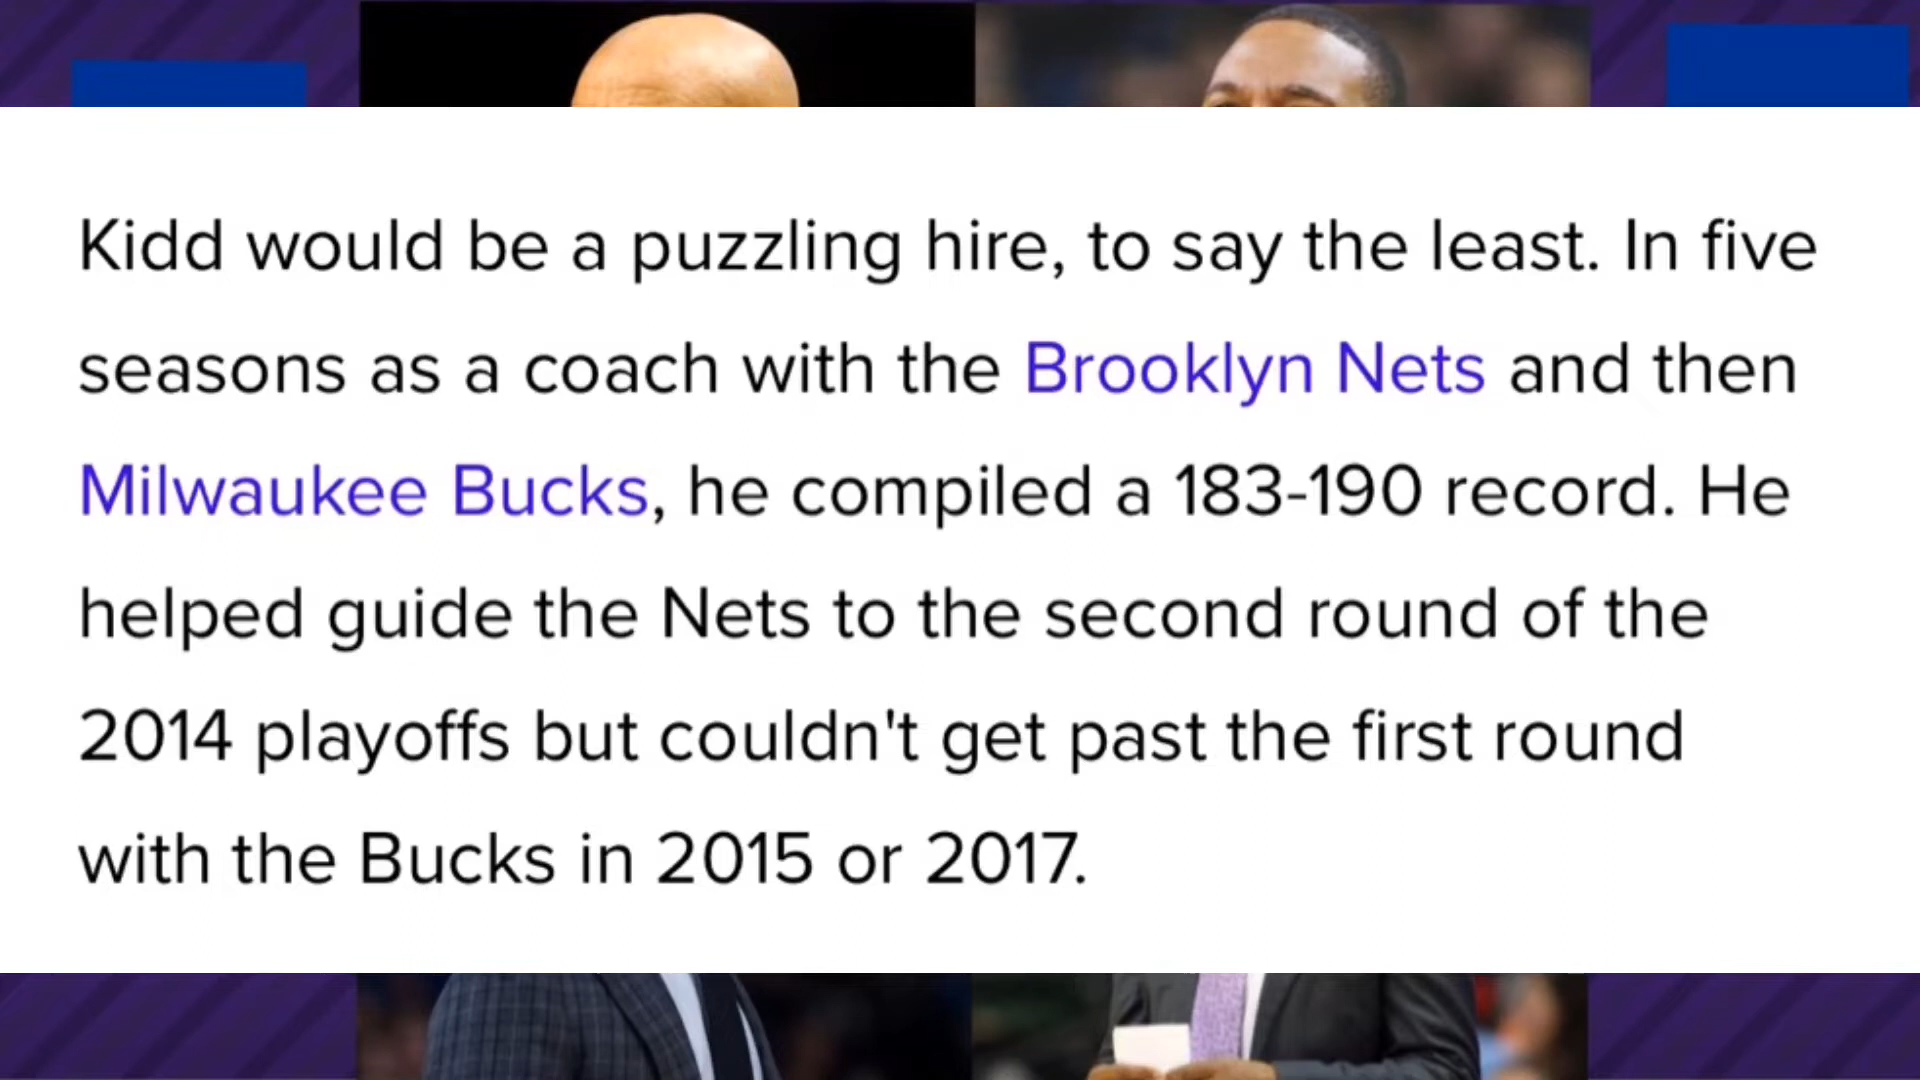 Kidd would be a puzzling hire, to say the least. In five
seasons as a coach with the Brooklyn Nets and then
Milwaukee Bucks, he compiled a 183-190 record. He
helped guide the Nets to the second round of the
2014 playoffs but couldn't get past the first round
with the Bucks in 2015 or 2017.